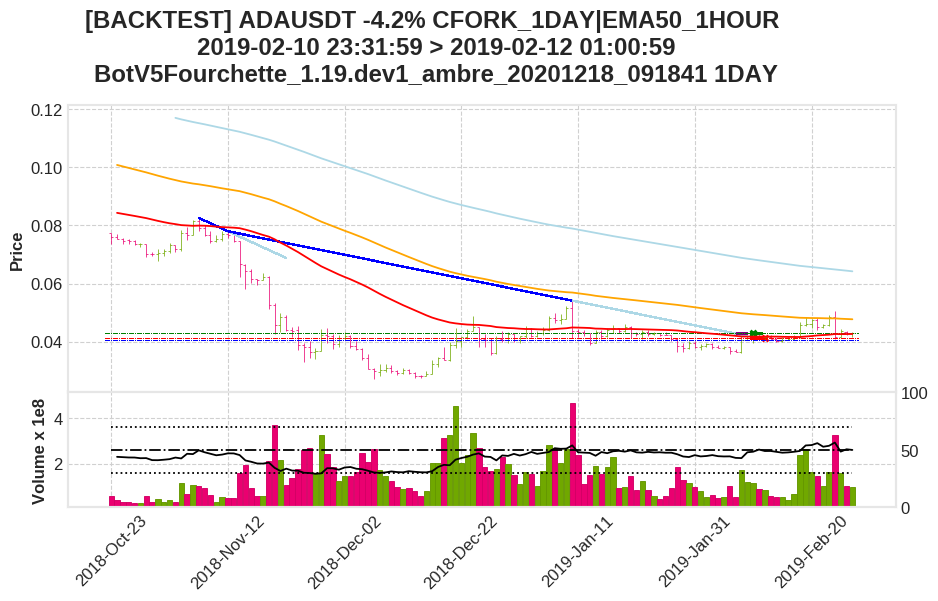 [BACKTEST] ADAUSDT -4.2% CFORK_1DAY|EMA50_1HOUR
2019-02-10 23:31:59 > 2019-02-12 01:00:59
BotV5Fourchette_1.19.dev1_ambre_20201218_091841 1DAY
0.12
0.10
0.08
0.06
0.04
Price
4
2
Volume x 1e8
100
50
0
2018-Oct-23
2018-Nov-12
2018-Dec-02
2018-Dec-22
2019-Jan-11
2019-Jan-31
2019-Feb-20